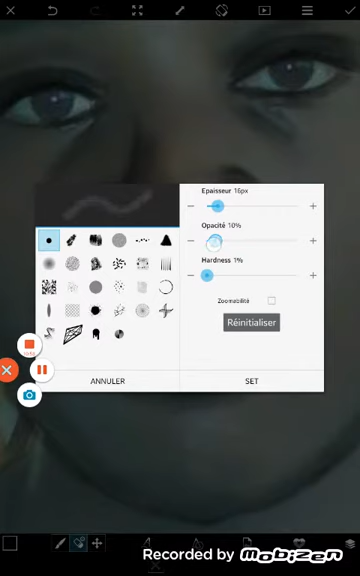 Epaisseur 16px
Opacité 10%
Hardness 1%
Zoomabilité
Réinitialiser
ANNULER
SET
Recorded by mobizen